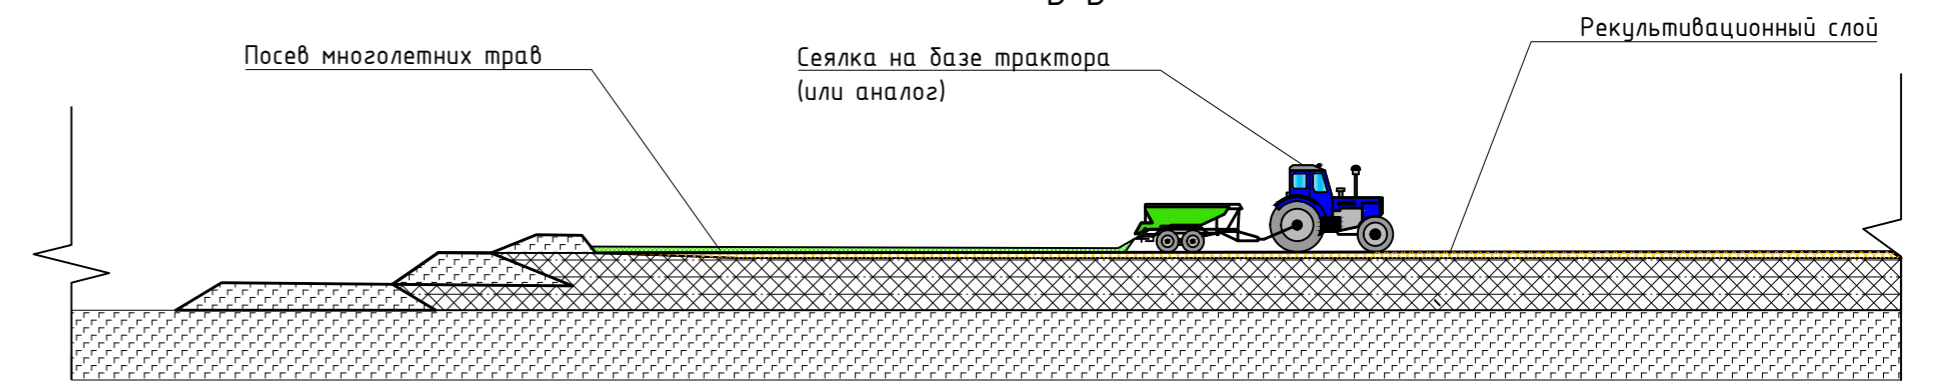 Посев многолетних трав
Сеялка на базе трактора
(или аналог)
Рекультивационный слой